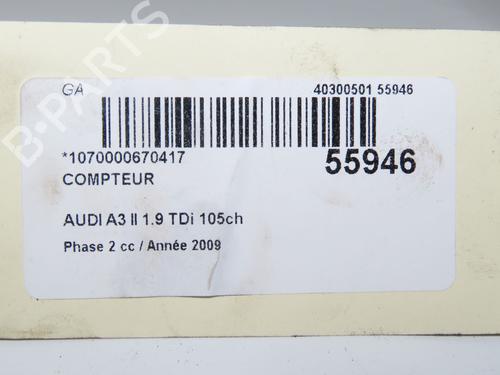 GA 40300501 55946
*1070000670417 55946
COMPTEUR
AUDI A3 II 1.9 TDi 105ch
Phase 2 cc / Année 2009
B-PARTS